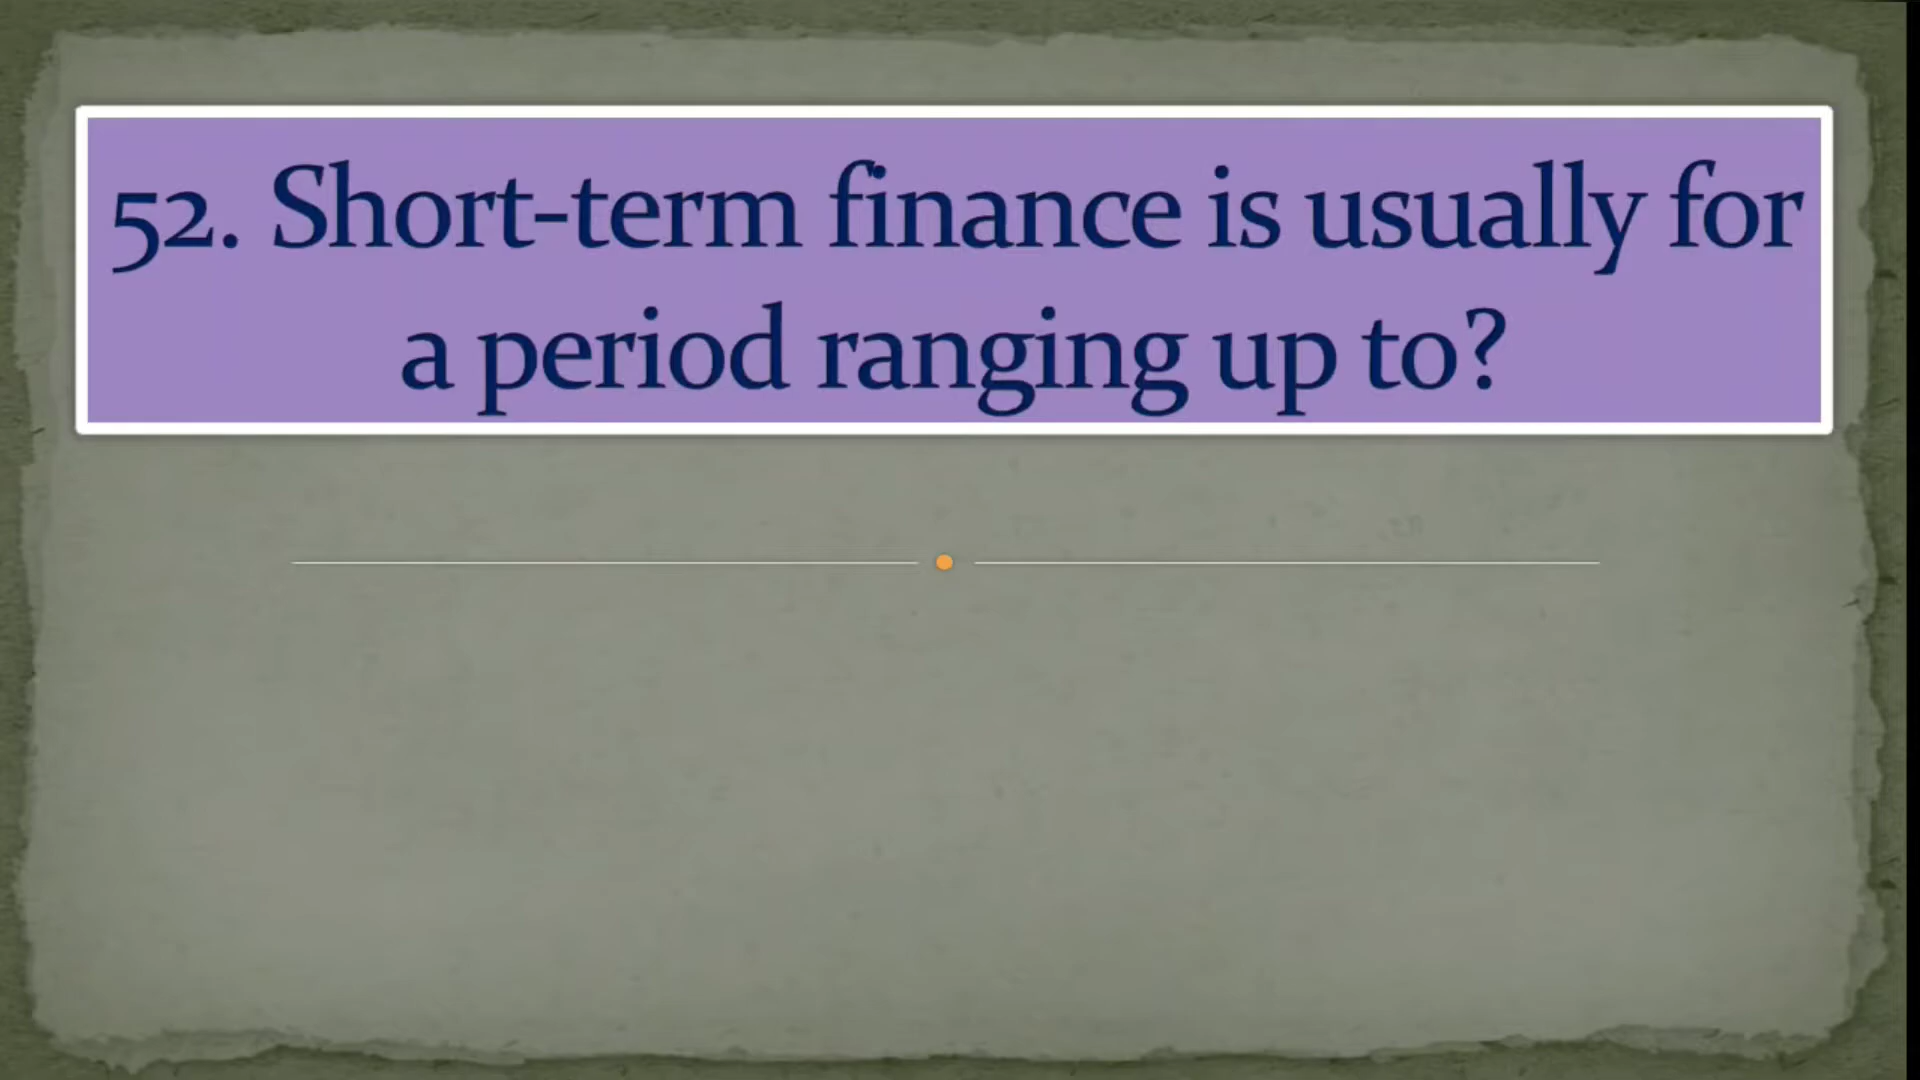 52. Short-term finance is usually for
a period ranging up to?